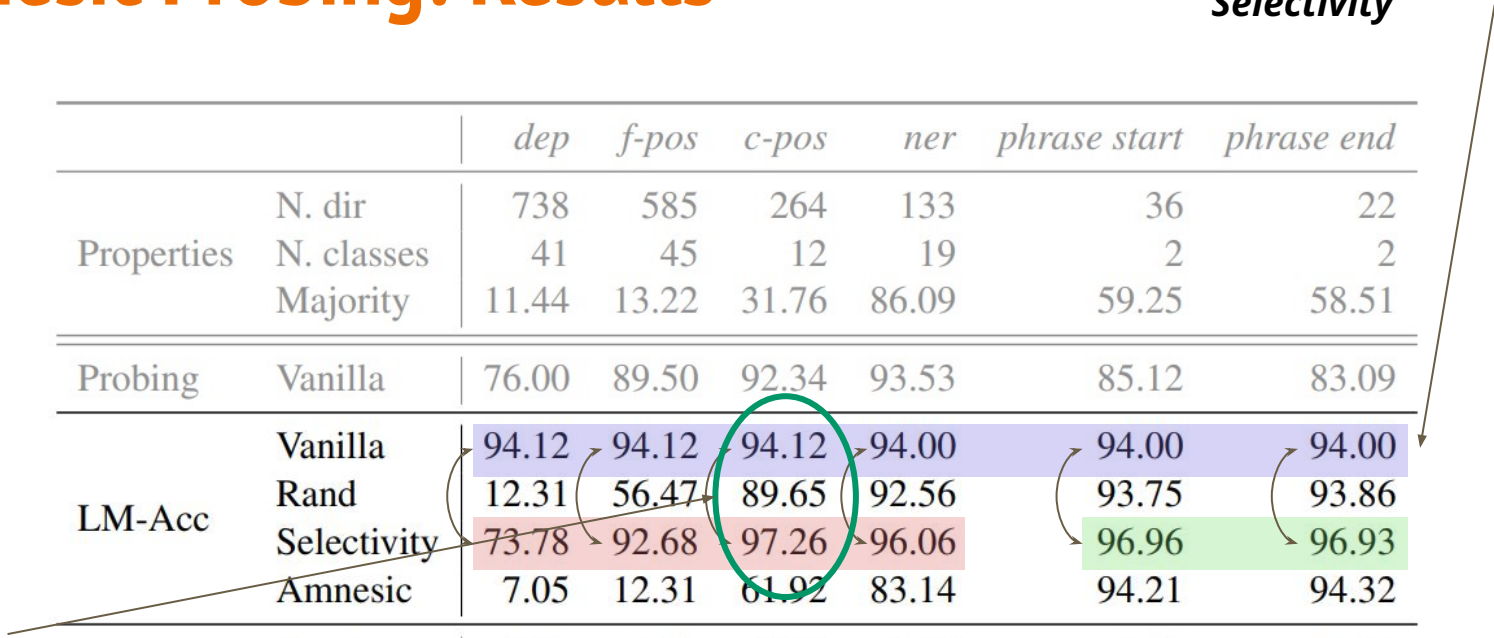 nesic Probing: Results
Selectivity
dep f-pos c-pos ner phrase start phrase end
N. dir 738 585 264 133 36 22
Properties N. classes 41 45 12 19 2 2
Majority 11.44 13.22 31.76 86.09 59.25 58.51
Probing Vanilla 76.00 89.50 92.34 93.53 85.12 83.09
Vanilla 94.12 94.12 94.12 94.00 94.00 94.00
Rand 12.31 56.47 89.65 92.56 93.75 93.86
LM-Acc
Selectivity 73.78 92.68 97.26 96.06 96.96 96.93
Amnesic 7.05 12.31 61.92 83.14 94.21 94.32